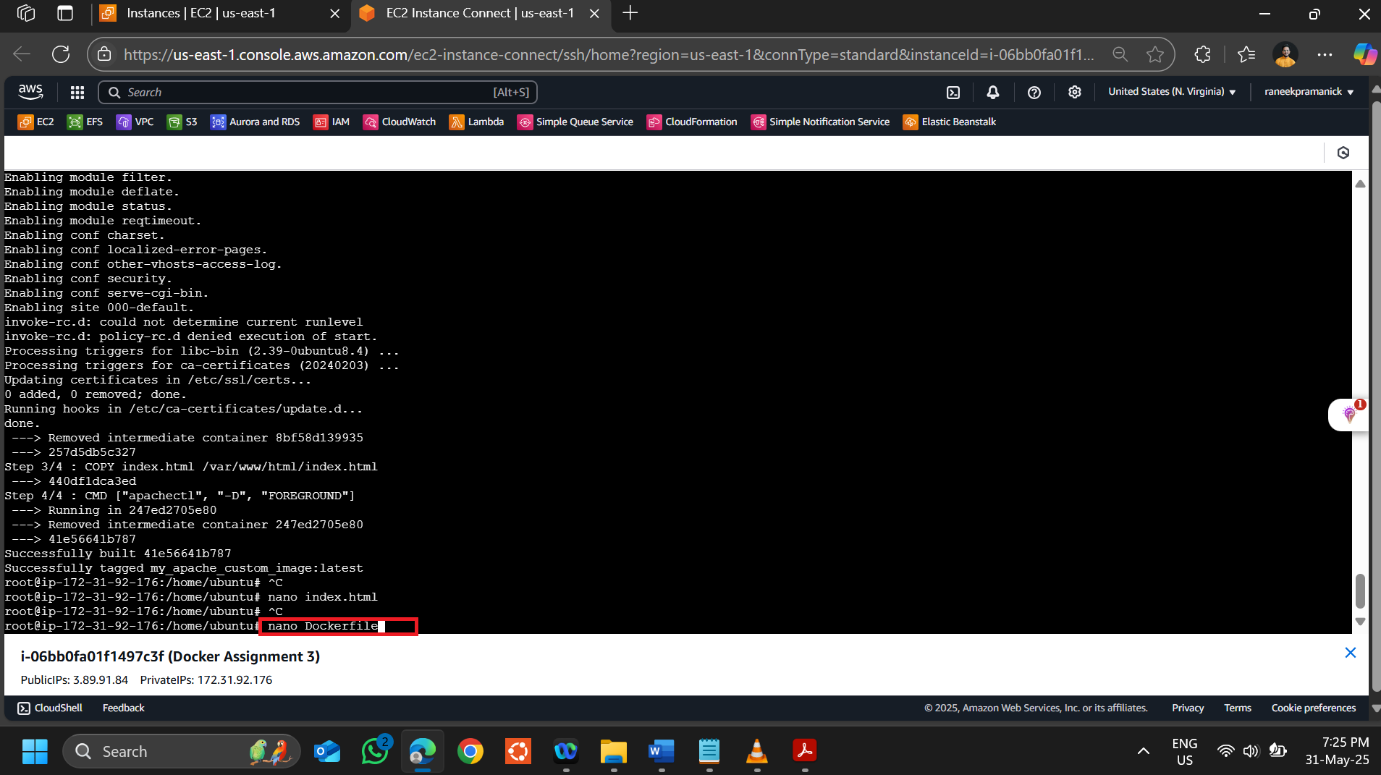 Instances | EC2 | us-east-1
EC2 Instance Connect | us-east-1
https://us-east-1.console.aws.amazon.com/ec2-instance-connect/ssh/home?region=us-east-1&connType=standard&instanceId=i-06bb0fa01f1...
aws
Search
[Alt+S]
United States (N. Virginia)
raneekpramanick
EC2
EFS
VPC
S3
Aurora and RDS
IAM
CloudWatch
Lambda
Simple Queue Service
CloudFormation
Simple Notification Service
Elastic Beanstalk
Enabling module filter.
Enabling module deflate.
Enabling module status.
Enabling module reqtimeout.
Enabling conf charset.
Enabling conf localized-error-pages.
Enabling conf other-vhosts-access-log.
Enabling conf security.
Enabling conf serve-cgi-bin.
Enabling site 000-default.
invoke-rc.d: could not determine current runlevel
invoke-rc.d: policy-rc.d denied execution of start.
Processing triggers for libc-bin (2.39-0ubuntu8.4) ...
Processing triggers for ca-certificates (20240203) ...
Updating certificates in /etc/ssl/certs...
0 added, 0 removed; done.
Running hooks in /etc/ca-certificates/update.d...
done.
---> Removed intermediate container 8bf58d139935
---> 257d5db5c327
Step 3/4 : COPY index.html /var/www/html/index.html
---> 440df1dca3ed
Step 4/4 : CMD ["apachectl", "-D", "FOREGROUND"]
---> Running in 247ed2705e80
---> Removed intermediate container 247ed2705e80
---> 41e56641b787
Successfully built 41e56641b787
Successfully tagged my_apache_custom_image:latest
root@ip-172-31-92-176:/home/ubuntu# ^C
root@ip-172-31-92-176:/home/ubuntu# nano index.html
root@ip-172-31-92-176:/home/ubuntu# ^C
root@ip-172-31-92-176:/home/ubuntu# nano Dockerfile
1
i-06bb0fa01f1497c3f (Docker Assignment 3)
PublicIPs: 3.89.91.84 PrivateIPs: 172.31.92.176
CloudShell
Feedback
© 2025, Amazon Web Services, Inc. or its affiliates.
Privacy
Terms
Cookie preferences
Search
2
ENG
US
7:25 PM
31-May-25